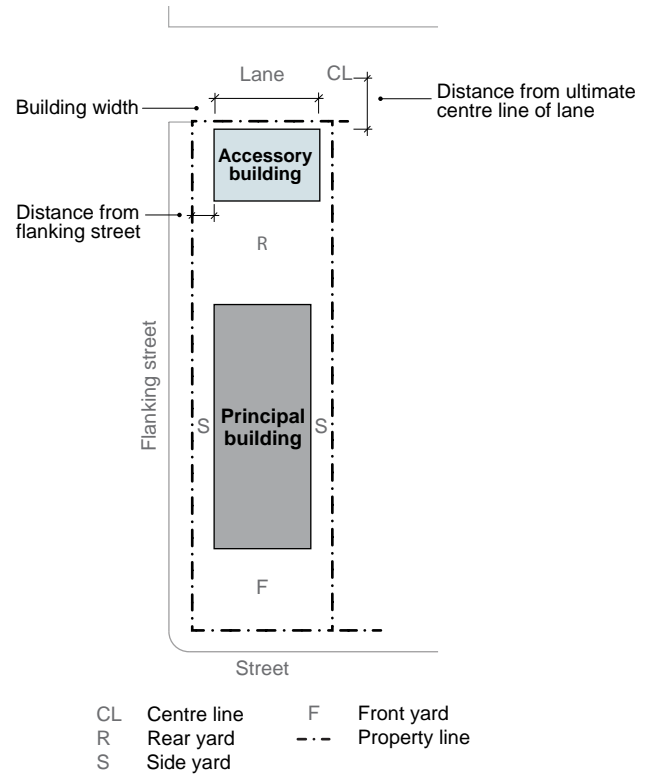 Lane
CL
Distance from ultimate
centre line of lane
Building width
Accessory
building
Distance from
flanking street
R
Flanking street
S
Principal
building
S
F
Street
CL Centre line
R Rear yard
S Side yard
F Front yard
Property line